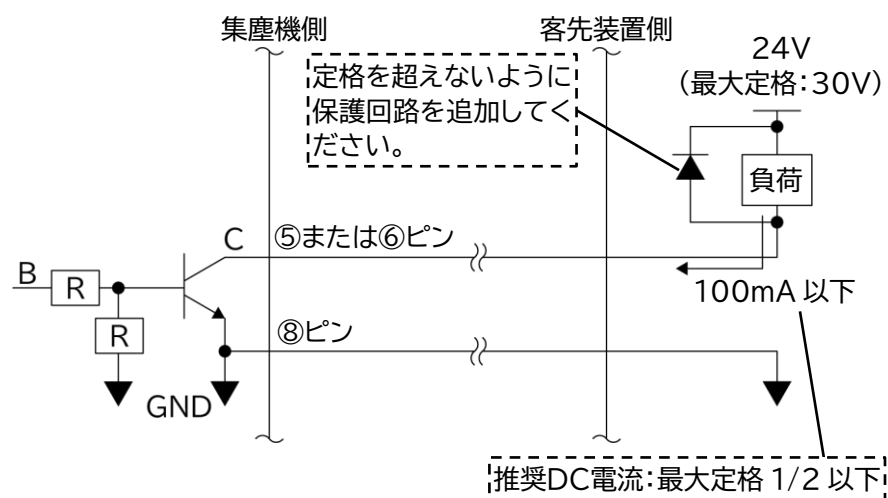 集塵機側
客先装置側
24V
(最大定格:30V)
定格を超えないように
保護回路を追加してく
ださい。
負荷
C
⑤または⑥ピン
B
R
100mA 以下
R
⑧ピン
GND
推奨DC電流:最大定格 1/2 以下